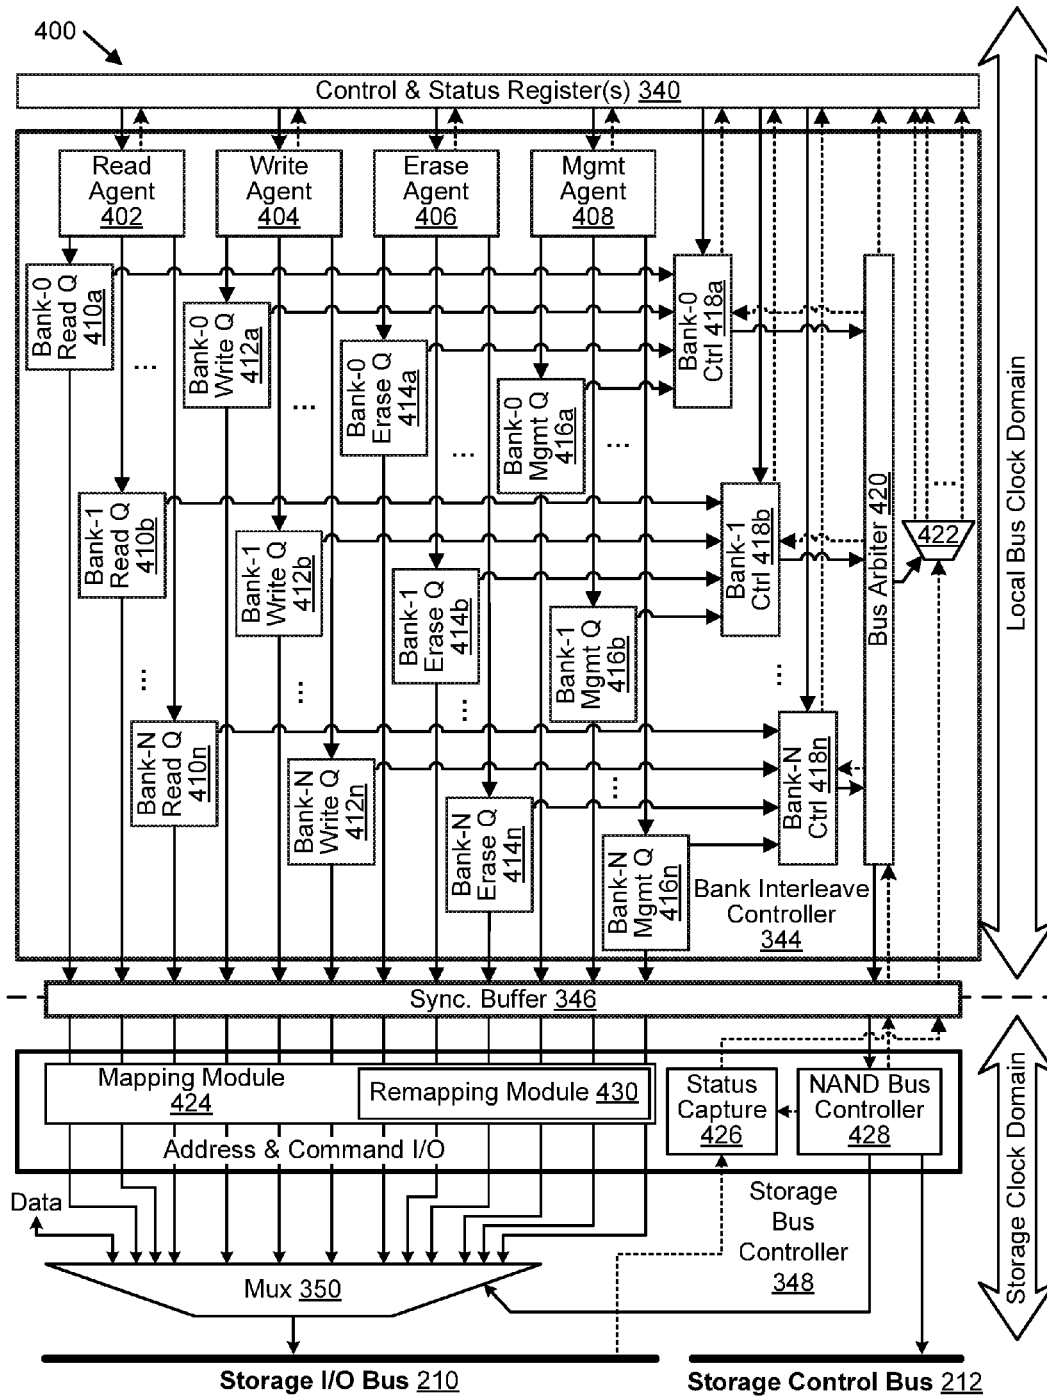 400
Control & Status Register(s) 340
Read
Agent
402
Write
Agent
404
Erase
Agent
406
Mgmt
Agent
408
Bank-0
Read Q
410a
Bank-0
Write Q
412a
Bank-0
Erase Q
414a
Bank-0
Mgmt Q
416a
Bank-0
Ctrl 418a
...
...
...
...
Bank-1
Read Q
410b
Bank-1
Write Q
412b
Bank-1
Erase Q
414b
Bank-1
Mgmt Q
416b
Bank-1
Ctrl 418b
Bus Arbiter 420
422
...
...
...
...
...
...
Bank-N
Read Q
410n
Bank-N
Write Q
412n
Bank-N
Erase Q
414n
Bank-N
Mgmt Q
416n
Bank-N
Ctrl 418n
Bank Interleave
Controller
344
Local Bus Clock Domain
Sync. Buffer 346
Mapping Module
424
Remapping Module 430
Status
Capture
426
NAND Bus
Controller
428
Address & Command I/O
Data
Storage
Bus
Controller
348
Mux 350
Storage Clock Domain
Storage I/O Bus 210
Storage Control Bus 212